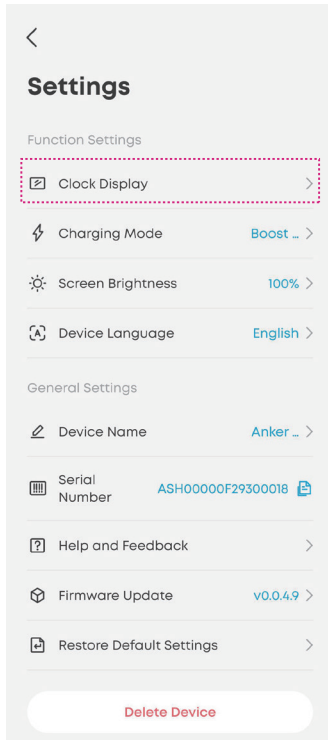 Settings
Function Settings
Clock Display
Charging Mode Boost ...
Screen Brightness 100%
Device Language English
General Settings
Device Name Anker ...
Serial
Number ASH00000F29300018
Help and Feedback
Firmware Update v0.0.4.9
Restore Default Settings
Delete Device